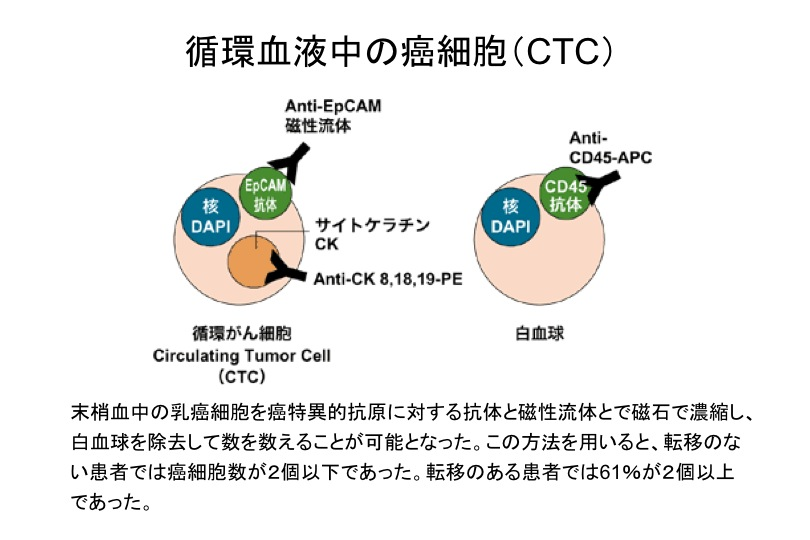 循環血液中の癌細胞（CTC）
Anti-EpCAM
磁性流体
Anti-
CD45-APC
EpCAM
抗体
核
DAPI
サイトケラチン
CK
Anti-CK 8,18,19-PE
CD45
抗体
核
DAPI
循環がん細胞
Circulating Tumor Cell
（CTC）
白血球
末梢血中の乳癌細胞を癌特異的抗原に対する抗体と磁性流体とで磁石で濃縮し、
白血球を除去して数を数えることが可能となった。この方法を用いると、転移のな
い患者では癌細胞数が２個以下であった。転移のある患者では61％が２個以上
であった。